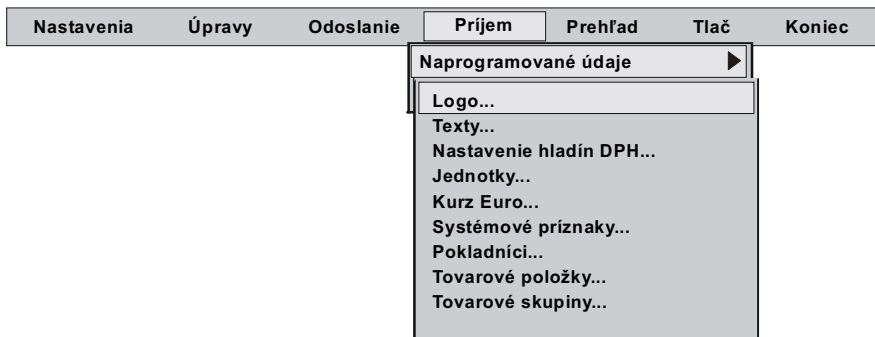 Nastavenia Úpravy Odoslanie Príjem Prehľad Tlač Koniec
Naprogramované údaje
Logo...
Texty...
Nastavenie hladín DPH...
Jednotky...
Kurz Euro...
Systémové príznaky...
Pokladníci...
Tovarové položky...
Tovarové skupiny...